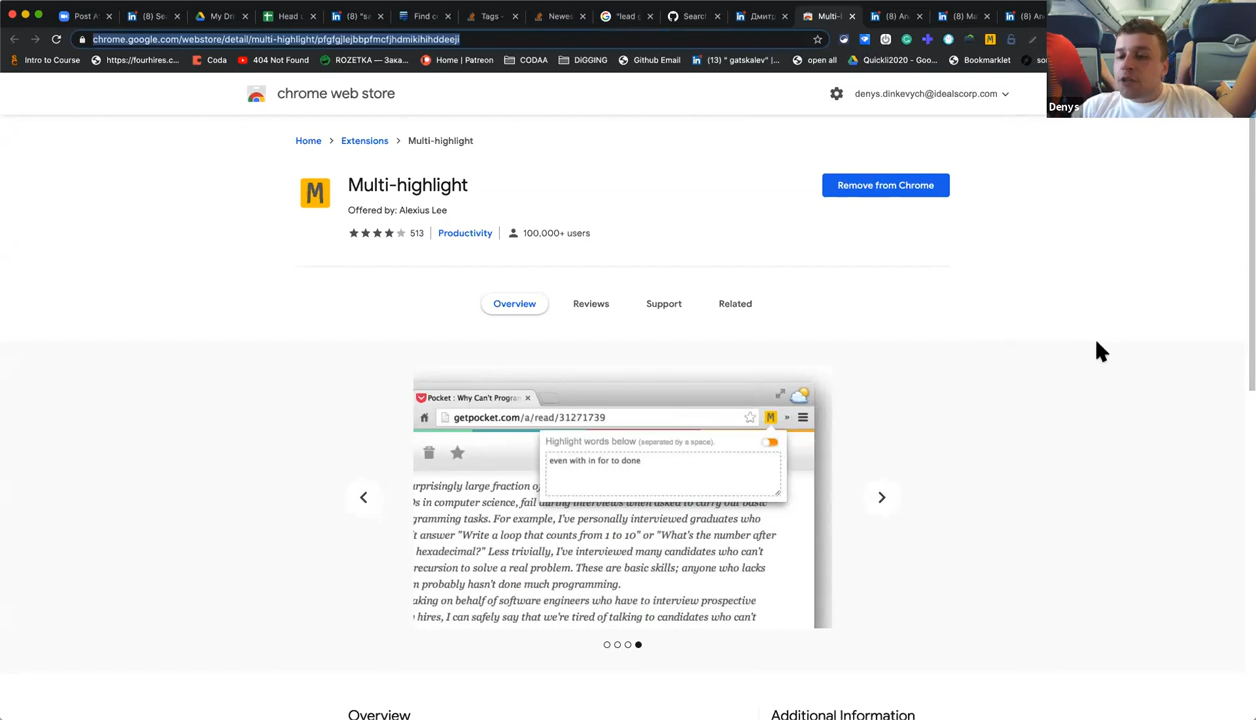 Post A
(8) Se
My Dri
Head u
(8) "sa
Find c
Tags -
Newes
"lead g
Search
Дмитр
Multi-l
(8) An
(8) Ma
(8) An
chrome.google.com/webstore/detail/multi-highlight/pfgfgjlejbbpfmcfjhdmikihihddeeji
Intro to Course
https://fourhires.c...
Coda
404 Not Found
ROZETKA — Зака...
Home | Patreon
CODAA
DiGGING
Github Email
(13) " gatskalev" |...
open all
Quickli2020 - Goo...
Bookmarklet
sor
Denys
chrome web store
denys.dinkevych@idealscorp.com
Home > Extensions > Multi-highlight
M
Multi-highlight
Remove from Chrome
Offered by: Alexius Lee
513 | Productivity | 100,000+ users
Overview
Reviews
Support
Related
Pocket : Why Can't Progran
getpocket.com/a/read/31271739
M
Highlight words below (separated by a space).
even with in for to done
urprisingly large fraction of
Ds in computer science, fail during interviews when asked to carry out basic
gramming tasks. For example, I've personally interviewed graduates who
't answer "Write a loop that counts from 1 to 10" or "What's the number after
hexadecimal?" Less trivially, I've interviewed many candidates who can't
recursion to solve a real problem. These are basic skills; anyone who lacks
n probably hasn't done much programming.
aking on behalf of software engineers who have to interview prospective
hires, I can safely say that we're tired of talking to candidates who can't
Overview
Additional Information